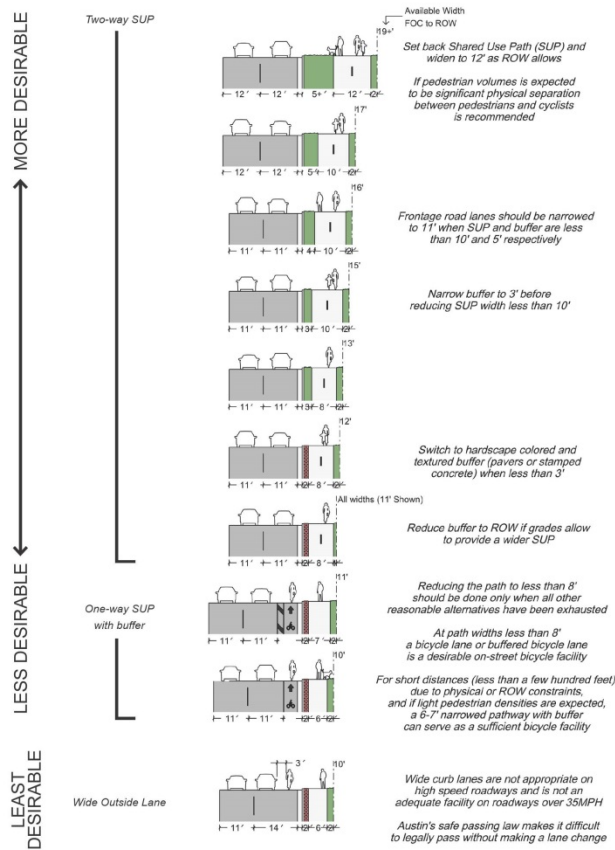 Two-way SUP
Available Width
FOC to ROW
19+'
Set back Shared Use Path (SUP) and
widen to 12' as ROW allows
If pedestrian volumes is expected
to be significant physical separation
between pedestrians and cyclists
is recommended
12' 12' 5+' 12' 2'
17'
12' 12' 5' 10' 2'
16'
Frontage road lanes should be narrowed
to 11' when SUP and buffer are less
than 10' and 5' respectively
11' 11' 4' 10' 2'
15'
Narrow buffer to 3' before
reducing SUP width less than 10'
11' 11' 3' 10' 2'
13'
11' 11' 3' 8' 2'
12'
Switch to hardscape colored and
textured buffer (pavers or stamped
concrete) when less than 3'
11' 11' 2' 8' 2'
All widths (11' Shown)
Reduce buffer to ROW if grades allow
to provide a wider SUP
11' 11' 2' 8'
MORE DESIRABLE
LESS DESIRABLE
One-way SUP
with buffer
11'
Reducing the path to less than 8'
should be done only when all other
reasonable alternatives have been exhausted
At path widths less than 8'
a bicycle lane or buffered bicycle lane
is a desirable on-street bicycle facility
11' 11' 2' 7' 2'
10'
For short distances (less than a few hundred feet)
due to physical or ROW constraints,
and if light pedestrian densities are expected,
a 6-7' narrowed pathway with buffer
can serve as a sufficient bicycle facility
11' 11' 2' 6' 2'
LEAST
DESIRABLE
Wide Outside Lane
3'
10'
Wide curb lanes are not appropriate on
high speed roadways and is not an
adequate facility on roadways over 35MPH
Austin's safe passing law makes it difficult
to legally pass without making a lane change
11' 14' 2' 6' 2'